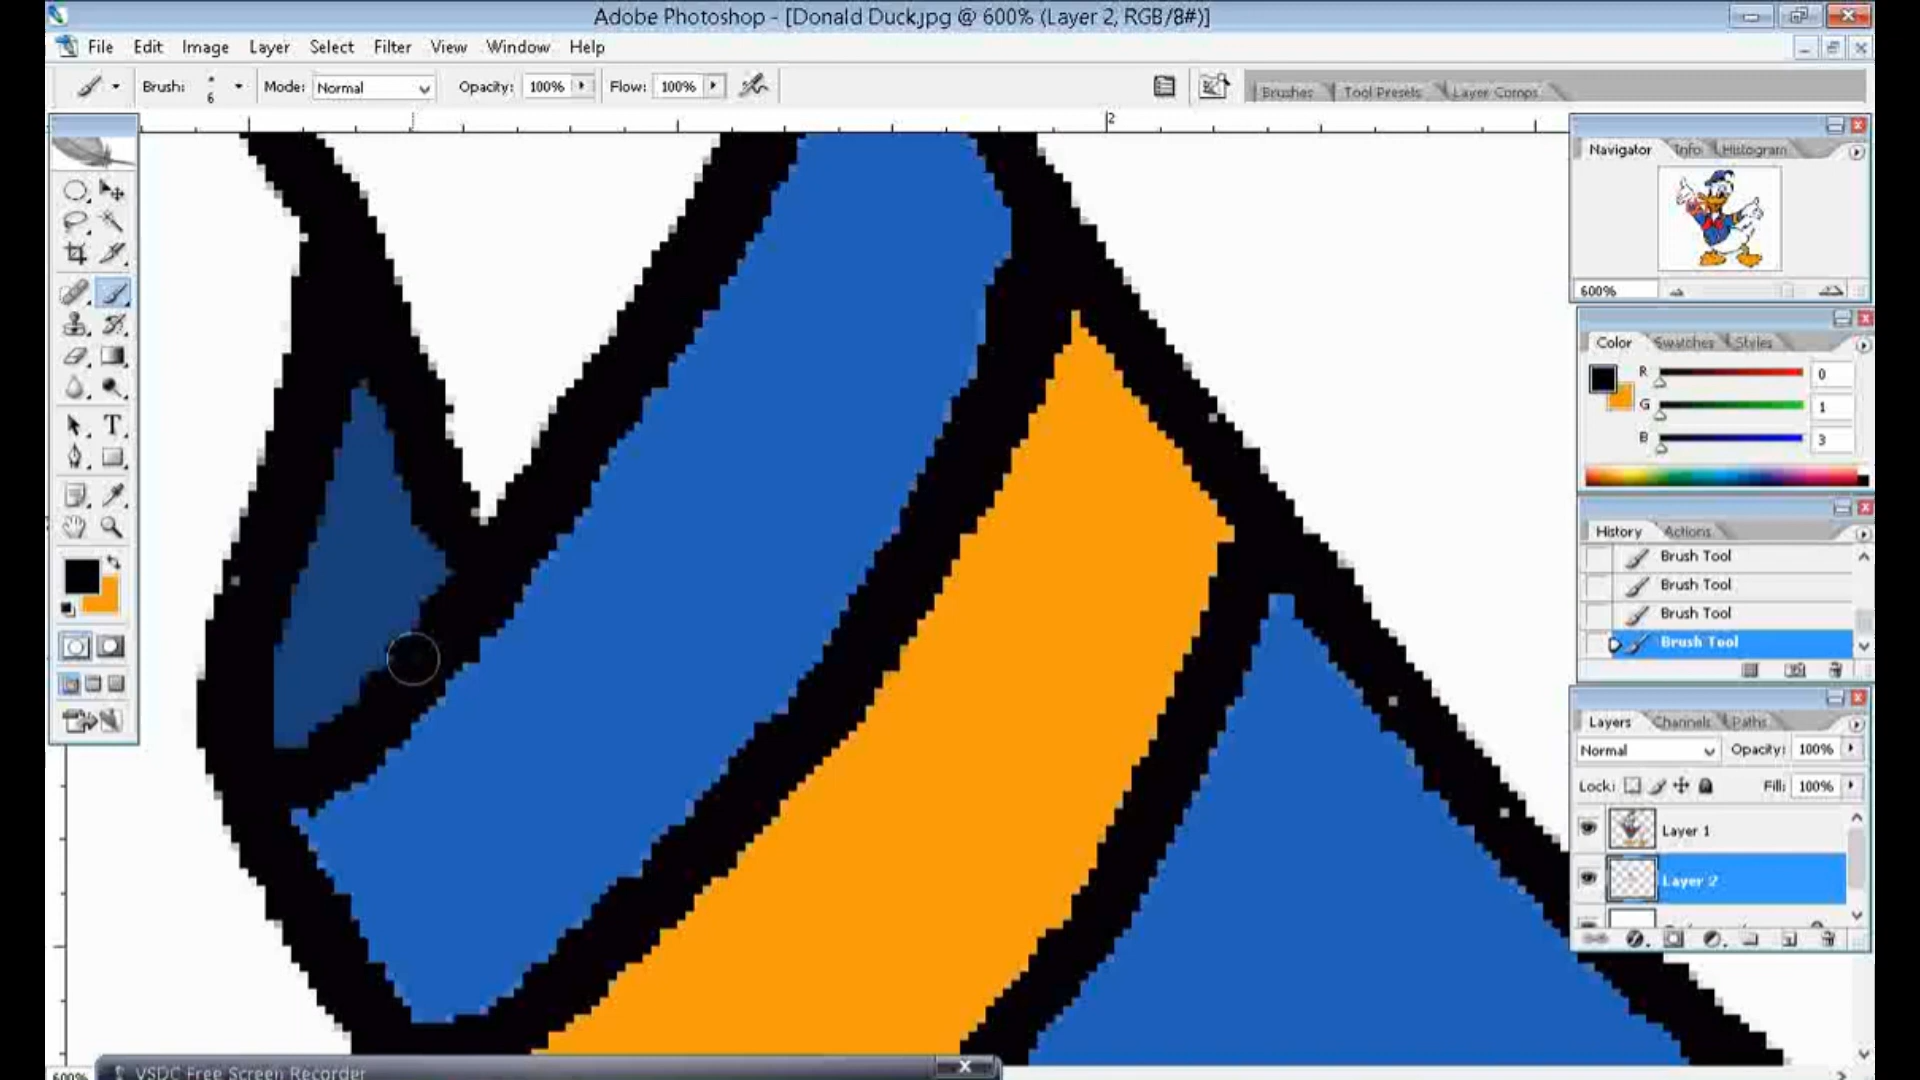 Adobe Photoshop - [Donald Duck.jpg @ 600% (Layer 2, RGB/8#)]
File Edit Image Layer Select Filter View Window Help
Brush: 6 Mode: Normal Opacity: 100% Flow: 100% Brushes Tool Presets Layer Comps
2
Navigator Info Histogram
600%
Color Swatches Styles
R 0
G 1
B 3
History Actions
Brush Tool
Brush Tool
Brush Tool
Brush Tool
Layers Channels Paths
Normal Opacity: 100%
Lock: Fill: 100%
Layer 1
Layer 2
600%
VSDC Free Screen Recorder